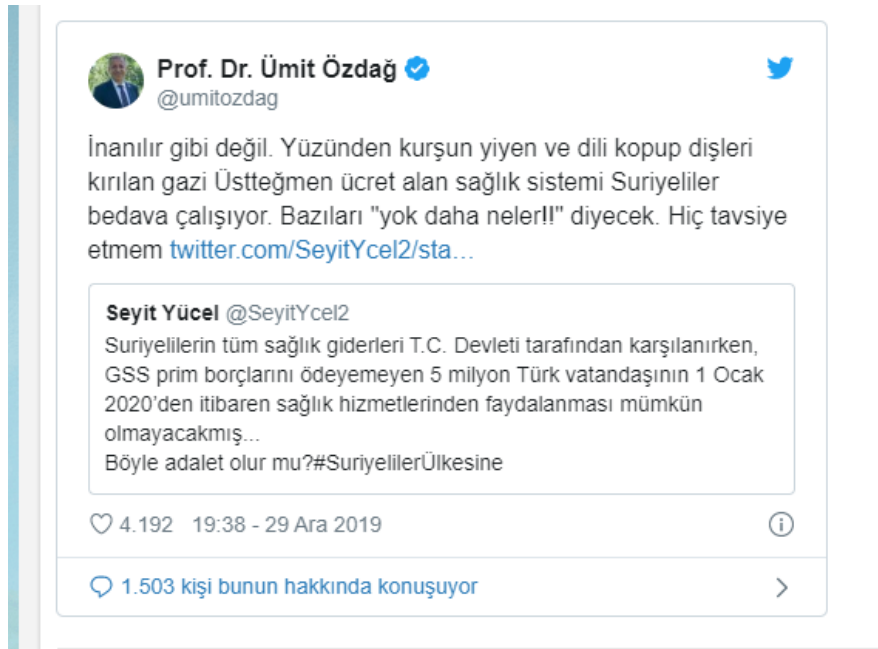 Prof. Dr. Ümit Özdağ
@umitozdag
İnanılır gibi değil. Yüzünden kurşun yiyen ve dili kopup dişleri
kırılan gazi Üstteğmen ücret alan sağlık sistemi Suriyeliler
bedava çalışıyor. Bazıları "yok daha neler!!" diyecek. Hiç tavsiye
etmem twitter.com/SeyitYcel2/sta...
Seyit Yücel @SeyitYcel2
Suriyelilerin tüm sağlık giderleri T.C. Devleti tarafından karşılanırken,
GSS prim borçlarını ödeyemeyen 5 milyon Türk vatandaşının 1 Ocak
2020'den itibaren sağlık hizmetlerinden faydalanması mümkün
olmayacakmış...
Böyle adalet olur mu?#SuriyelilerÜlkesine
4.192 19:38 - 29 Ara 2019
1.503 kişi bunun hakkında konuşuyor